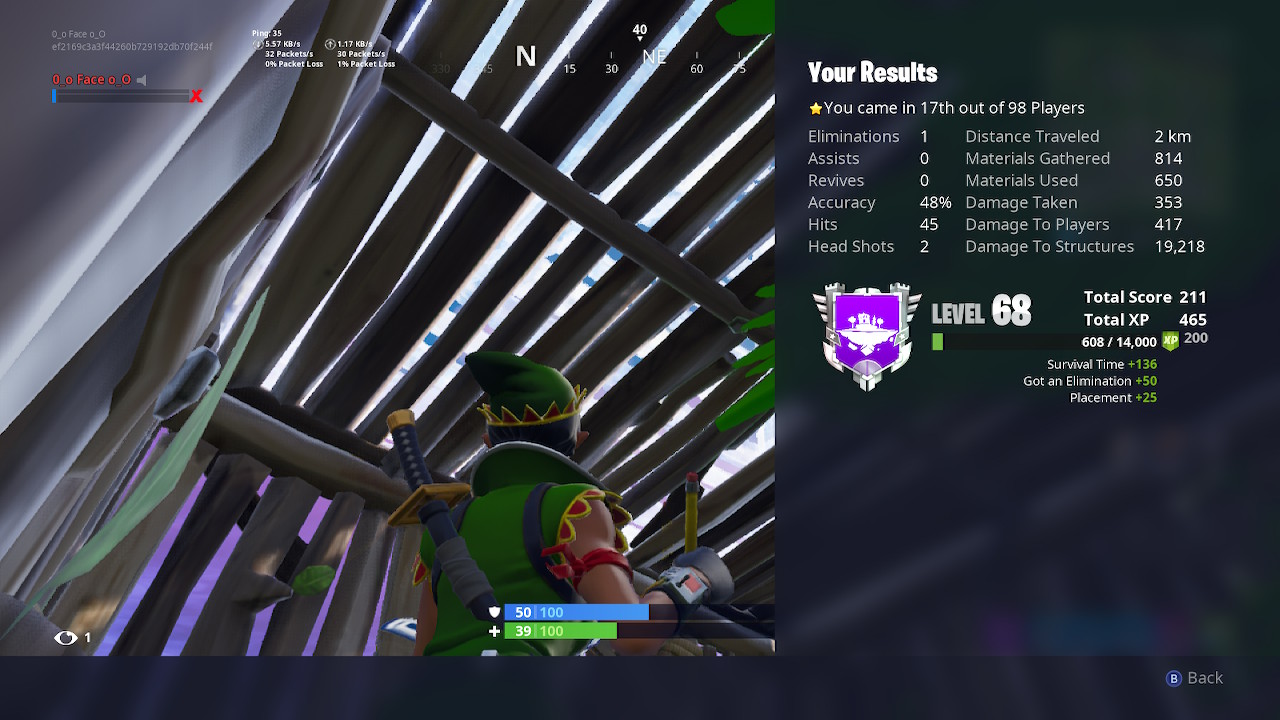 0_o Face o_O
ef2169c3a3f44260b729192db70f244f
Ping: 35
5.57 KB/s 1.17 KB/s
32 Packets/s 30 Packets/s
0% Packet Loss 1% Packet Loss
0_o Face o_O
X
40
330 345 N 15 30 NE 60 75
50 100
39 100
1
Your Results
You came in 17th out of 98 Players
Eliminations 1 Distance Traveled 2 km
Assists 0 Materials Gathered 814
Revives 0 Materials Used 650
Accuracy 48% Damage Taken 353
Hits 45 Damage To Players 417
Head Shots 2 Damage To Structures 19,218
LEVEL 68
Total Score 211
Total XP 465
608 / 14,000 XP 200
Survival Time +136
Got an Elimination +50
Placement +25
B Back